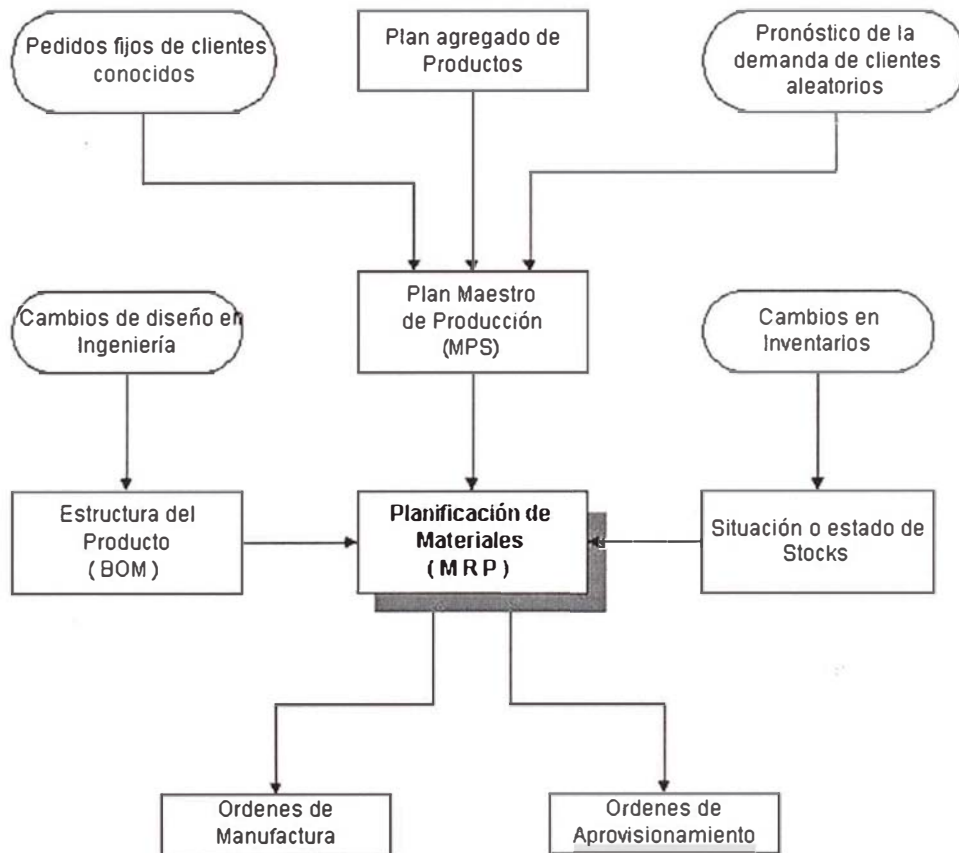 Pedidos fijos de clientes
conocidos
Plan agregado de
Productos
Pronóstico de la
demanda de clientes
aleatorios
Plan Maestro
de Producción
(MPS)
Cambios de diseño en
Ingeniería
Cambios en
Inventarios
Estructura del
Producto
( BOM )
Planificación de
Materiales
( M R P )
Situación o estado de
Stocks
Ordenes de
Manufactura
Ordenes de
Aprovisionamiento